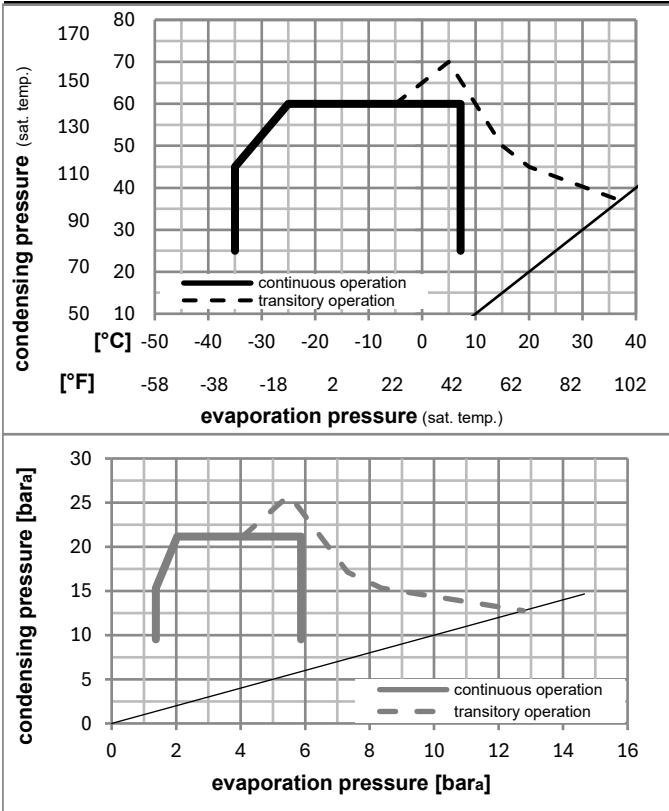 condensing pressure (sat. temp.)
170 80
150 70
60
130 50
110 40
90 30
70 20
50 10
continuous operation
transitory operation
[°C] -50 -40 -30 -20 -10 0 10 20 30 40
[°F] -58 -38 -18 2 22 42 62 82 102
evaporation pressure (sat. temp.)
condensing pressure [bara]
30
25
20
15
10
5
0
continuous operation
transitory operation
0 2 4 6 8 10 12 14 16
evaporation pressure [bara]